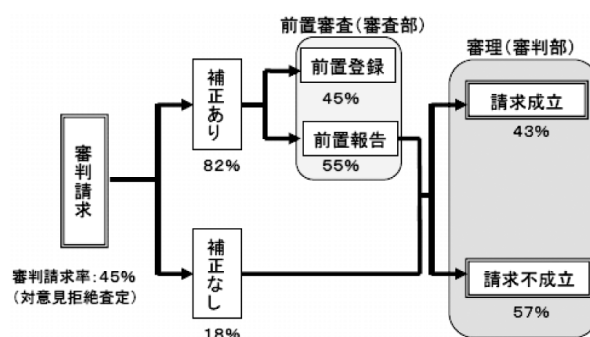 前置審査(審査部)
審理(審判部)
補正あり
82%
前置登録
45%
前置報告
55%
請求成立
43%
審判請求
審判請求率:45%
(対意見拒絶査定)
補正なし
18%
請求不成立
57%